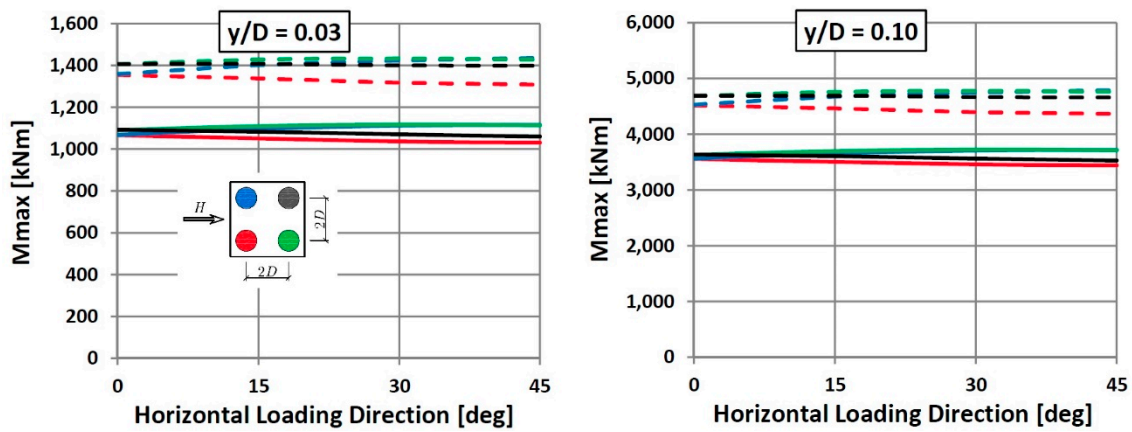 y/D = 0.03
Mmax [kNm]
1,600
1,400
1,200
1,000
800
600
400
200
0
H
2D
2D
0 15 30 45
Horizontal Loading Direction [deg]
y/D = 0.10
Mmax [kNm]
6,000
5,000
4,000
3,000
2,000
1,000
0
0 15 30 45
Horizontal Loading Direction [deg]